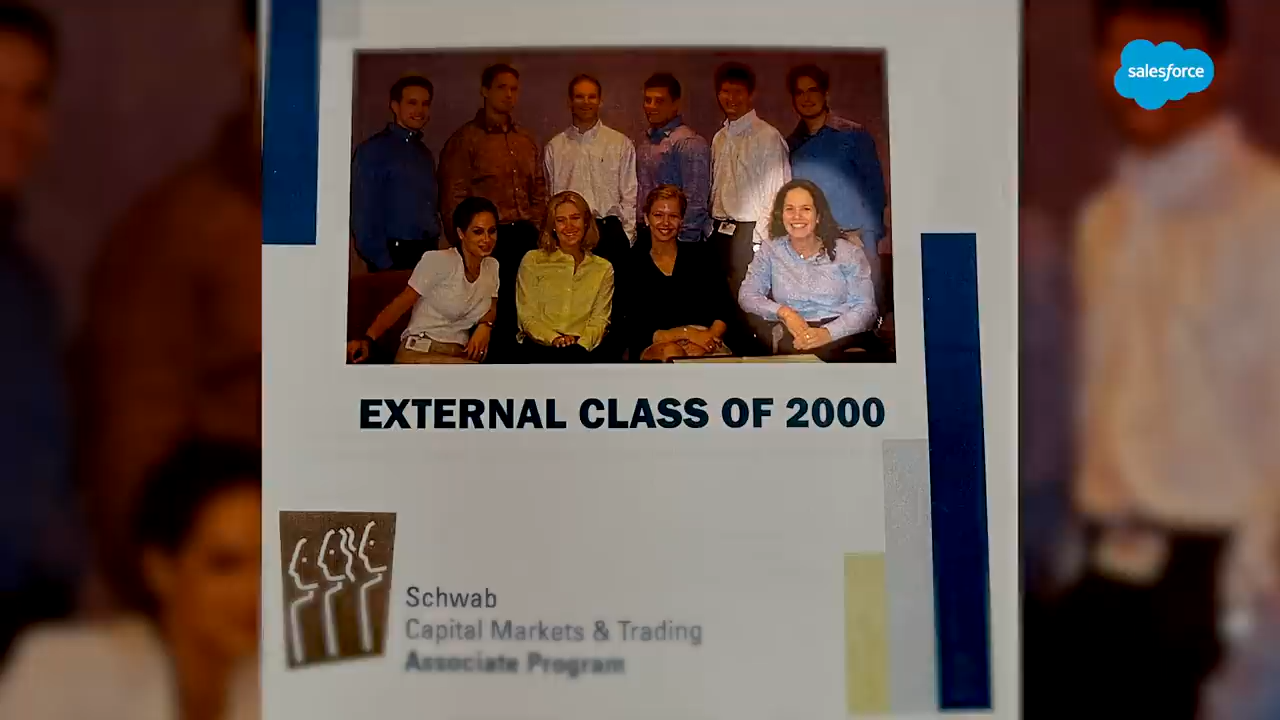 salesforce
EXTERNAL CLASS OF 2000
Schwab
Capital Markets & Trading
Associate Program